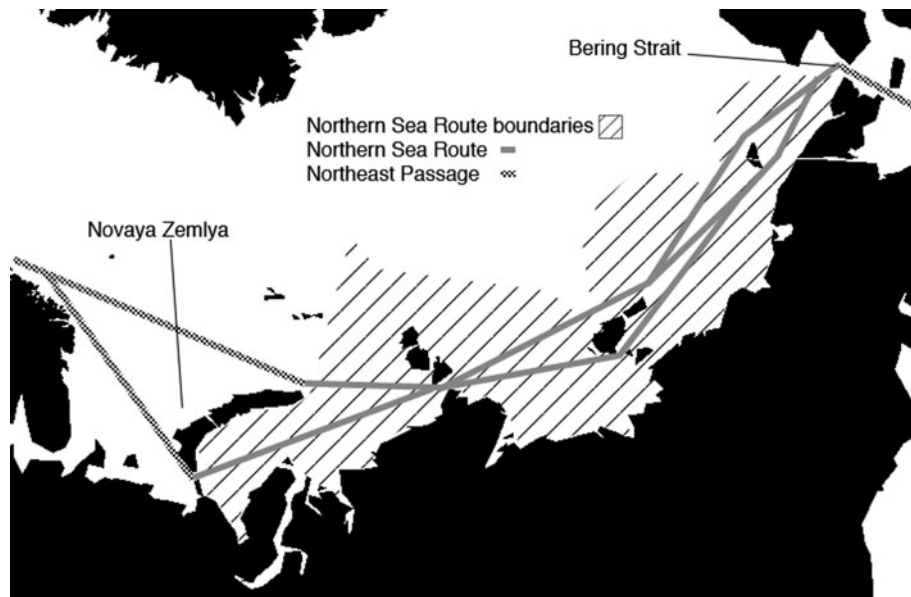 Bering Strait
Northern Sea Route boundaries
Northern Sea Route
Northeast Passage
Novaya Zemlya